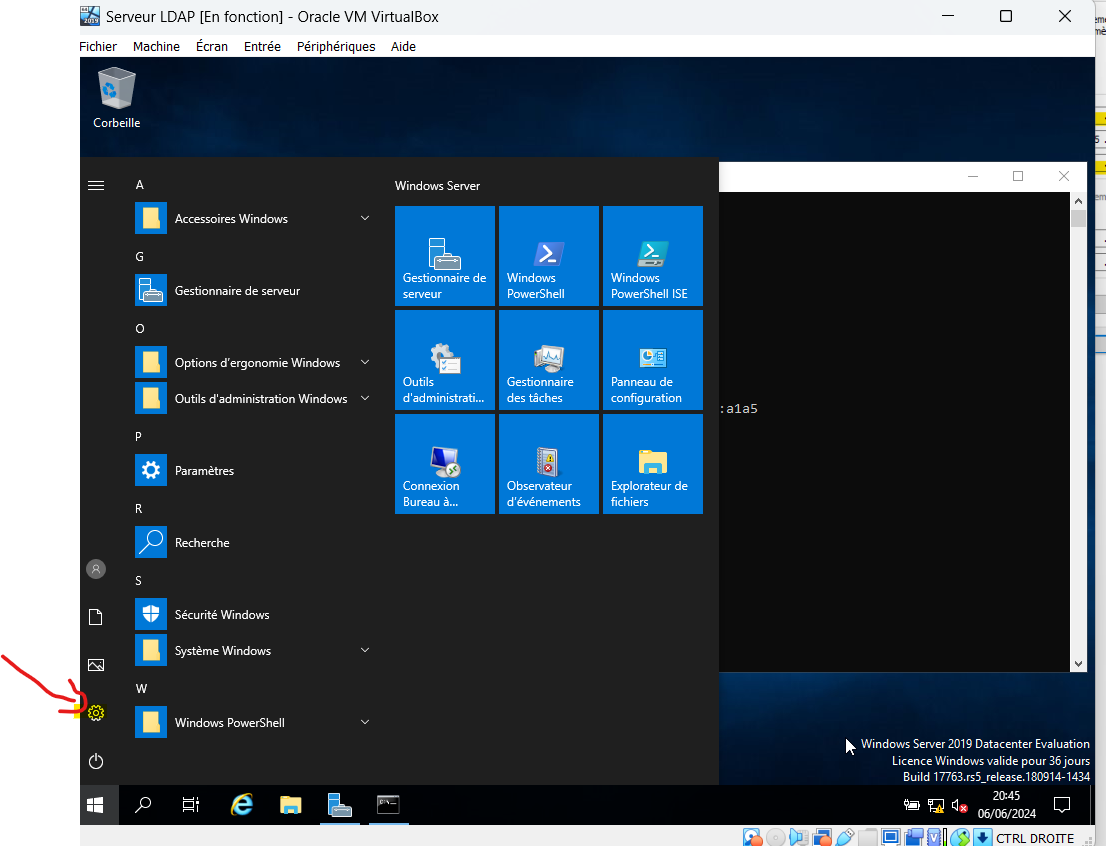 Serveur LDAP [En fonction] - Oracle VM VirtualBox
Fichier Machine Écran Entrée Périphériques Aide
Corbeille
A
Accessoires Windows
G
Gestionnaire de serveur
O
Options d'ergonomie Windows
Outils d'administration Windows
P
Paramètres
R
Recherche
S
Sécurité Windows
Système Windows
W
Windows PowerShell
Windows Server
Gestionnaire de
serveur
Windows
PowerShell
Windows
PowerShell ISE
Outils
d'administrati...
Gestionnaire
des tâches
Panneau de
configuration
Connexion
Bureau à...
Observateur
d'événements
Explorateur de
fichiers
:a1a5
Windows Server 2019 Datacenter Evaluation
Licence Windows valide pour 36 jours
Build 17763.rs5_release.180914-1434
20:45
06/06/2024
CTRL DROITE